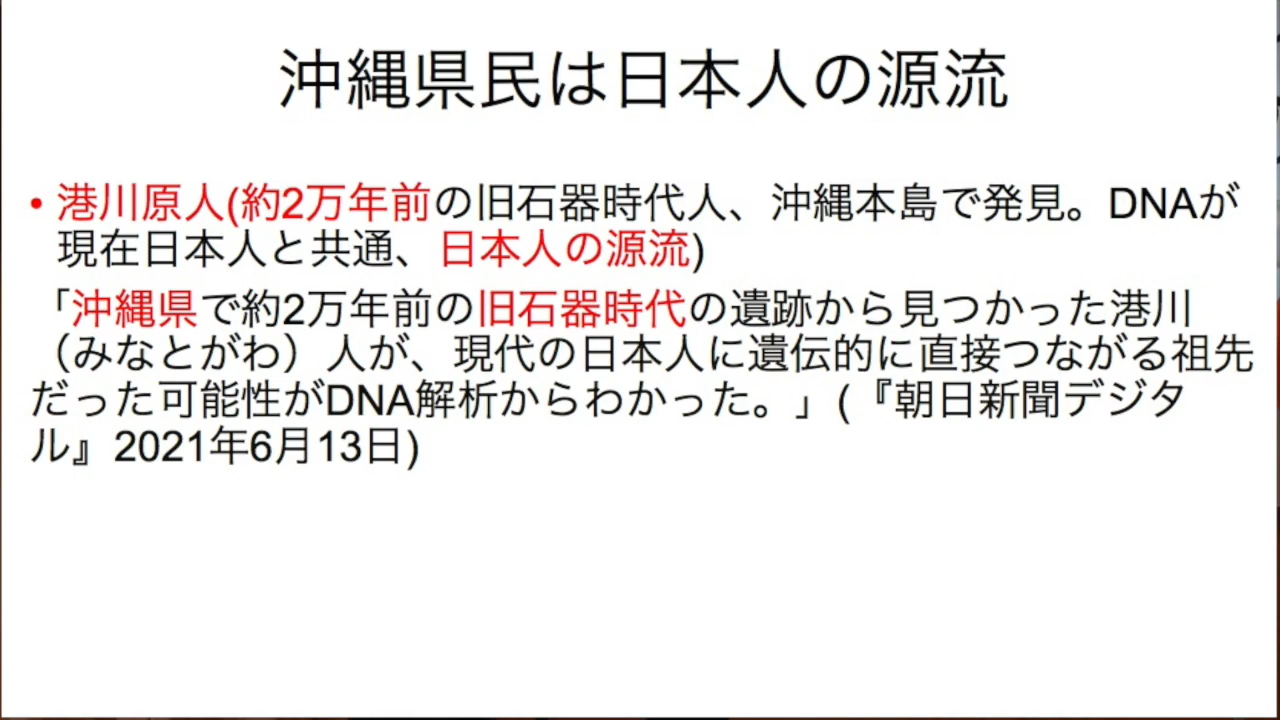 沖縄県民は日本人の源流
• 港川原人(約2万年前の旧石器時代人、沖縄本島で発見。DNAが
現在日本人と共通、日本人の源流)
「沖縄県で約2万年前の旧石器時代の遺跡から見つかった港川
（みなとがわ）人が、現代の日本人に遺伝的に直接つながる祖先
だった可能性がDNA解析からわかった。」(『朝日新聞デジタ
ル』2021年6月13日)